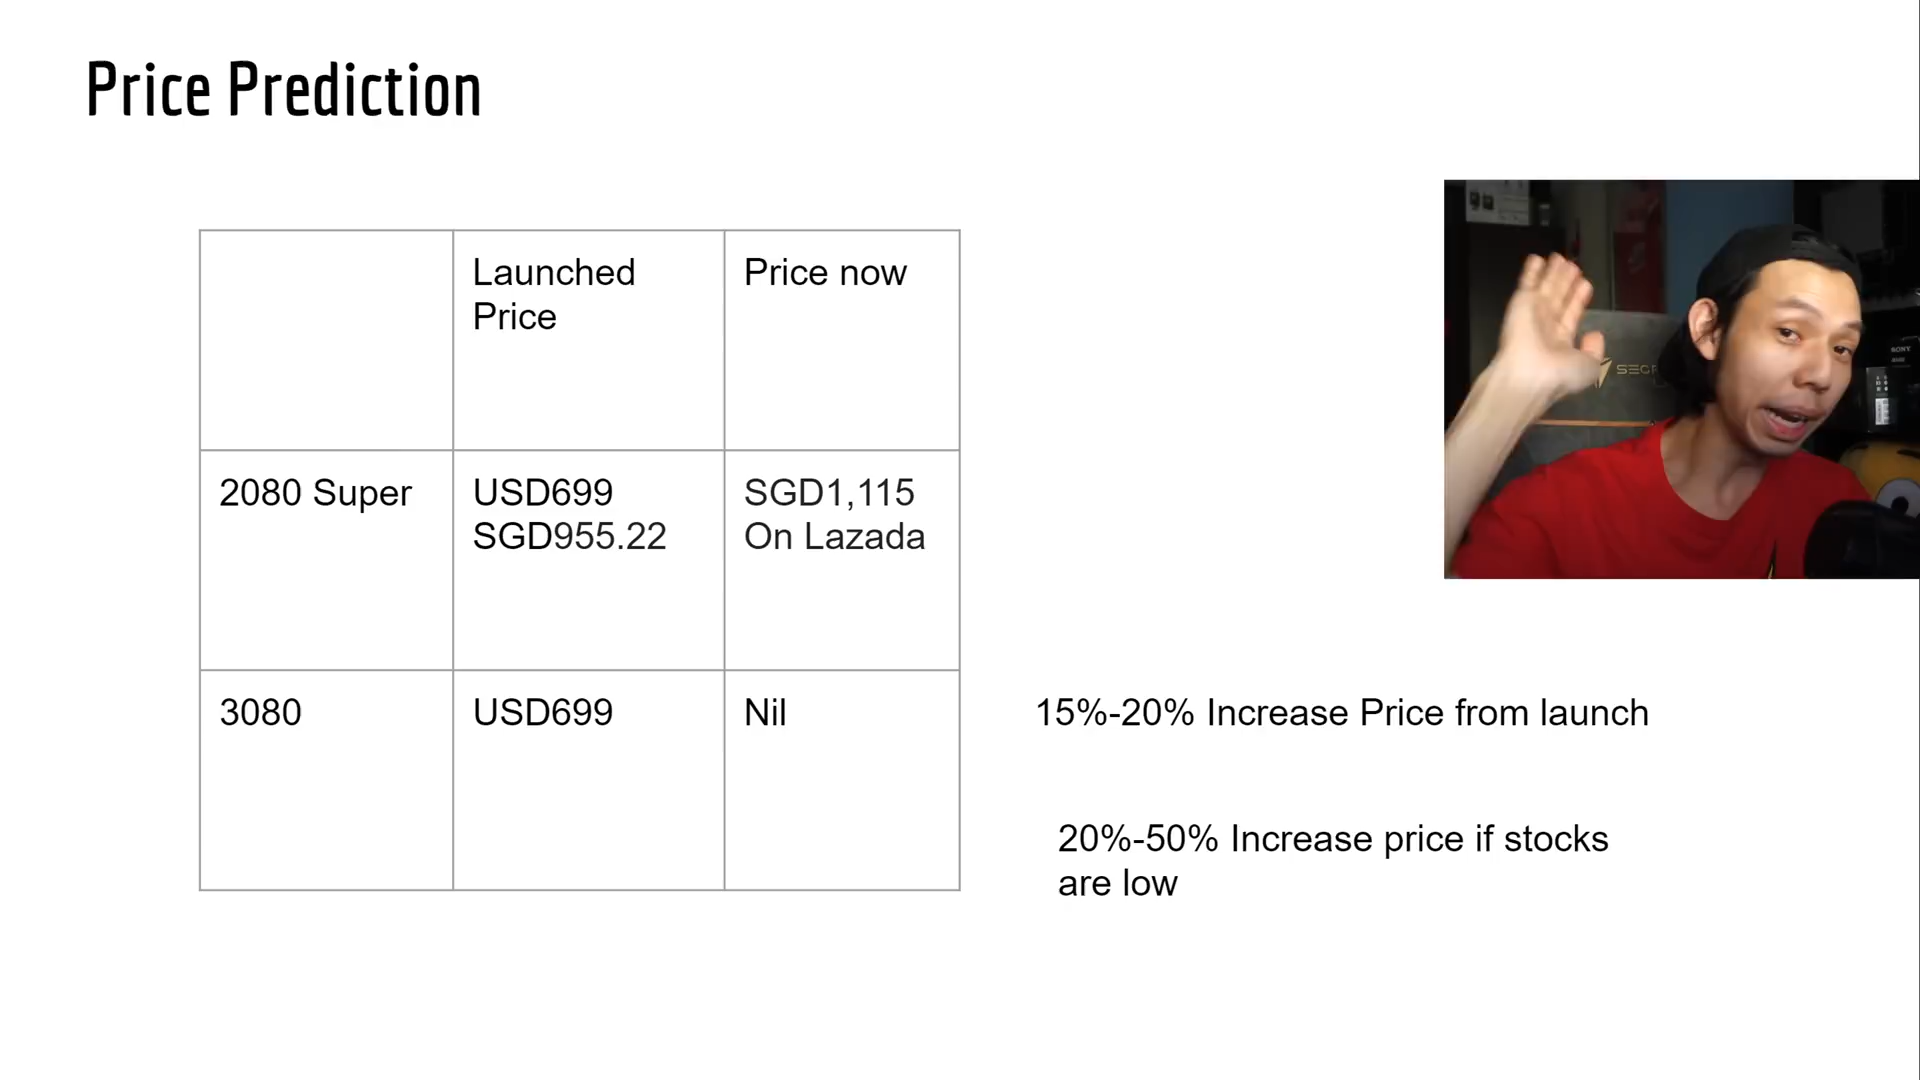 Price Prediction
Launched
Price
Price now
2080 Super
USD699
SGD955.22
SGD1,115
On Lazada
3080
USD699
Nil
15%-20% Increase Price from launch
20%-50% Increase price if stocks
are low
SONY